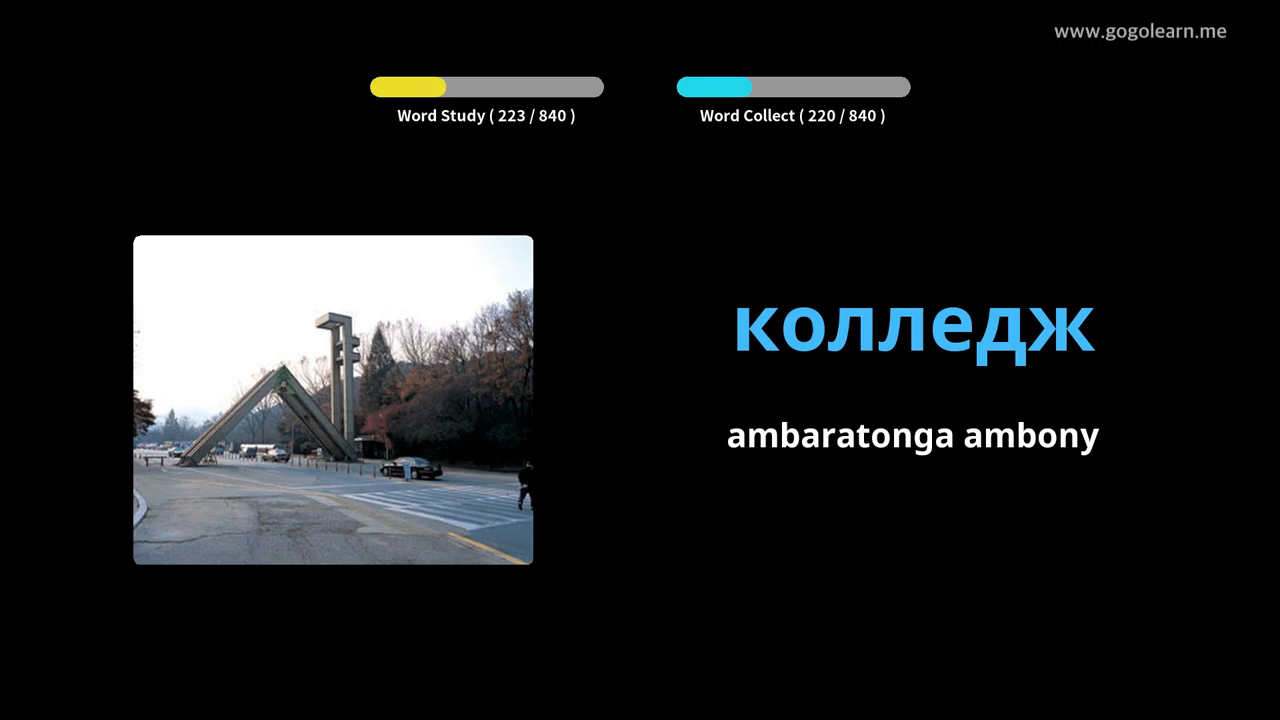 www.gogolearn.me
Word Study ( 223 / 840 )
Word Collect ( 220 / 840 )
колледж
ambaratonga ambony